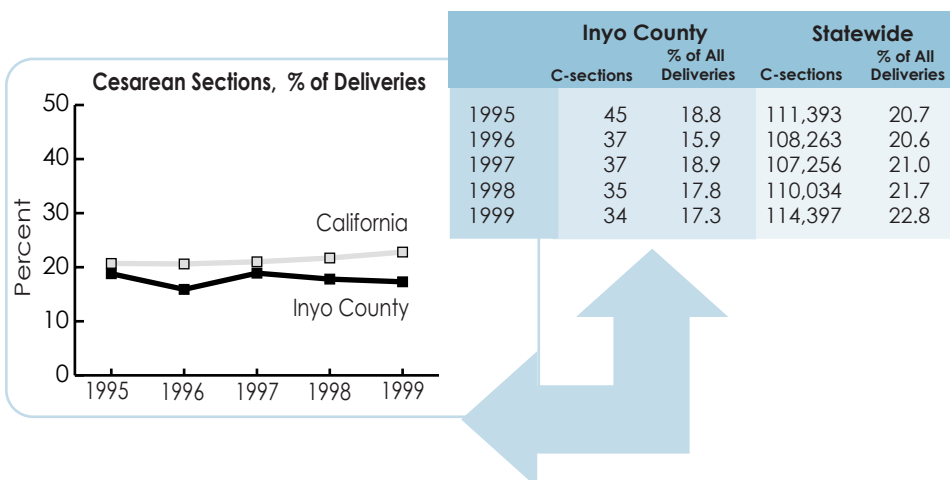 Cesarean Sections, % of Deliveries
50
40
30
20
10
0
Percent
California
Inyo County
1995 1996 1997 1998 1999
Inyo County Statewide
C-sections % of All Deliveries C-sections % of All Deliveries
1995 45 18.8 111,393 20.7
1996 37 15.9 108,263 20.6
1997 37 18.9 107,256 21.0
1998 35 17.8 110,034 21.7
1999 34 17.3 114,397 22.8